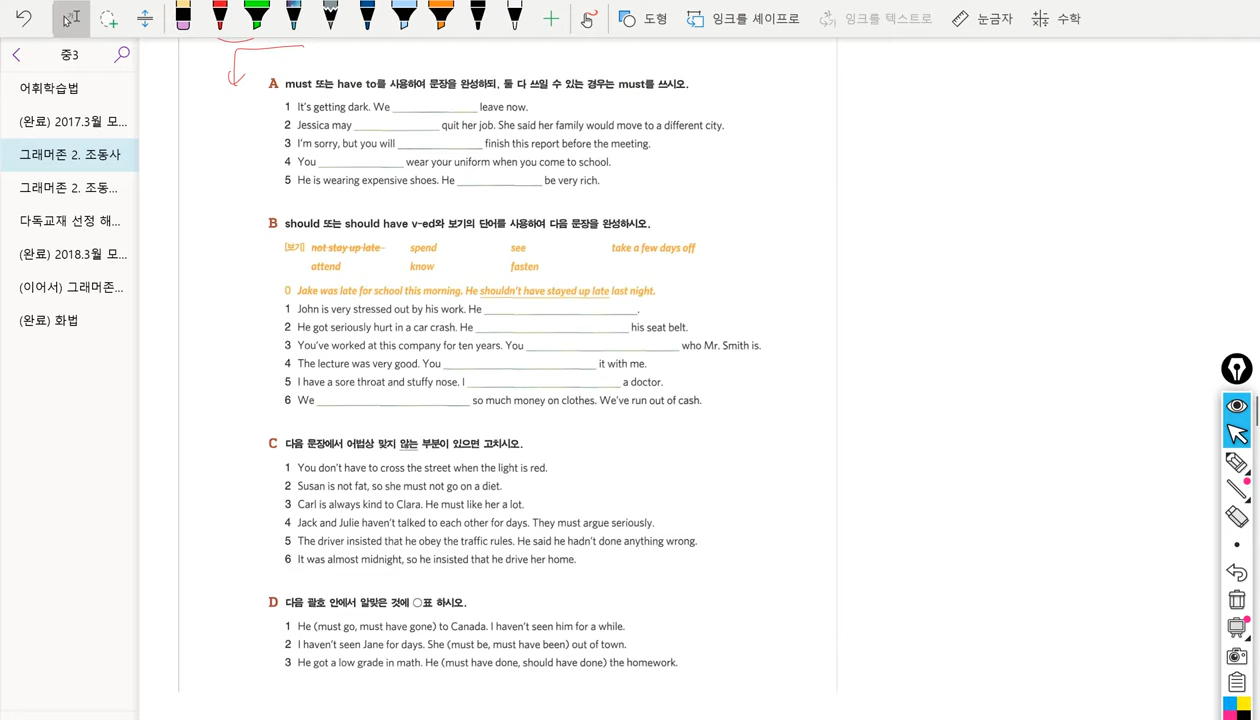 도형
잉크를 셰이프로
잉크를 텍스트로
눈금자
수학
중3
어휘학습법
(완료) 2017.3월 모...
그래머존 2. 조동사
그래머존 2. 조동...
다독교재 선정 해...
(완료) 2018.3월 모...
(이어서) 그래머존...
(완료) 화법
A must 또는 have to를 사용하여 문장을 완성하되, 둘 다 쓰일 수 있는 경우는 must를 쓰시오.
1 It's getting dark. We ______________ leave now.
2 Jessica may ______________ quit her job. She said her family would move to a different city.
3 I'm sorry, but you will ______________ finish this report before the meeting.
4 You ______________ wear your uniform when you come to school.
5 He is wearing expensive shoes. He ______________ be very rich.
B should 또는 should have v-ed와 보기의 단어를 사용하여 다음 문장을 완성하시오.
[보기] not stay up late spend see take a few days off
attend know fasten
0 Jake was late for school this morning. He shouldn't have stayed up late last night.
1 John is very stressed out by his work. He ______________.
2 He got seriously hurt in a car crash. He ______________ his seat belt.
3 You've worked at this company for ten years. You ______________ who Mr. Smith is.
4 The lecture was very good. You ______________ it with me.
5 I have a sore throat and stuffy nose. I ______________ a doctor.
6 We ______________ so much money on clothes. We've run out of cash.
C 다음 문장에서 어법상 맞지 않는 부분이 있으면 고치시오.
1 You don't have to cross the street when the light is red.
2 Susan is not fat, so she must not go on a diet.
3 Carl is always kind to Clara. He must like her a lot.
4 Jack and Julie haven't talked to each other for days. They must argue seriously.
5 The driver insisted that he obey the traffic rules. He said he hadn't done anything wrong.
6 It was almost midnight, so he insisted that he drive her home.
D 다음 괄호 안에서 알맞은 것에 ○표 하시오.
1 He (must go, must have gone) to Canada. I haven't seen him for a while.
2 I haven't seen Jane for days. She (must be, must have been) out of town.
3 He got a low grade in math. He (must have done, should have done) the homework.